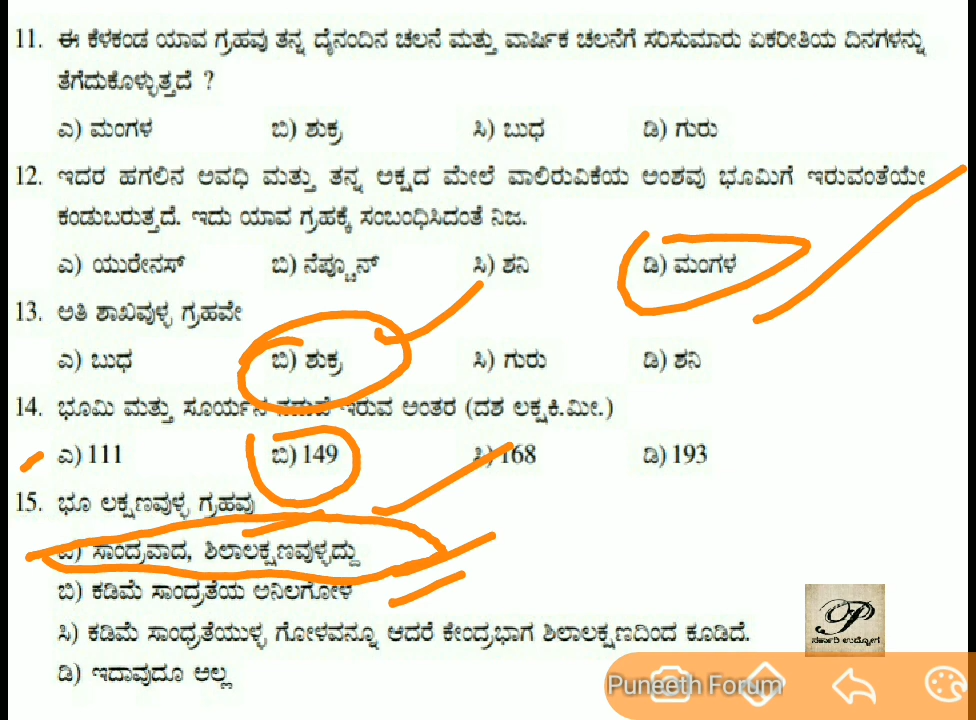 11. ಈ ಕೆಳಕಂಡ ಯಾವ ಗ್ರಹವು ತನ್ನ ದೈನಂದಿನ ಚಲನೆ ಮತ್ತು ವಾರ್ಷಿಕ ಚಲನೆಗೆ ಸರಿಸುಮಾರು ಏಕರೀತಿಯ ದಿನಗಳನ್ನು
ತೆಗೆದುಕೊಳ್ಳುತ್ತದೆ ?
ಎ) ಮಂಗಳ ಬಿ) ಶುಕ್ರ ಸಿ) ಬುಧ ಡಿ) ಗುರು
12. ಇದರ ಹಗಲಿನ ಅವಧಿ ಮತ್ತು ತನ್ನ ಅಕ್ಷದ ಮೇಲೆ ವಾಲಿರುವಿಕೆಯ ಅಂಶವು ಭೂಮಿಗೆ ಇರುವಂತೆಯೇ
ಕಂಡುಬರುತ್ತದೆ. ಇದು ಯಾವ ಗ್ರಹಕ್ಕೆ ಸಂಬಂಧಿಸಿದಂತೆ ನಿಜ.
ಎ) ಯುರೇನಸ್ ಬಿ) ನೆಪ್ಚೂನ್ ಸಿ) ಶನಿ ಡಿ) ಮಂಗಳ
13. ಅತಿ ಶಾಖವುಳ್ಳ ಗ್ರಹವೇ
ಎ) ಬುಧ ಬಿ) ಶುಕ್ರ ಸಿ) ಗುರು ಡಿ) ಶನಿ
14. ಭೂಮಿ ಮತ್ತು ಸೂರ್ಯನ ನಡುವೆ ಇರುವ ಅಂತರ (ದಶ ಲಕ್ಷಕಿ.ಮೀ.)
ಎ) 111 ಬಿ) 149 ಸಿ) 168 ಡಿ) 193
15. ಭೂ ಲಕ್ಷಣವುಳ್ಳ ಗ್ರಹವು
ಎ) ಸಾಂದ್ರವಾದ, ಶಿಲಾಲಕ್ಷಣವುಳ್ಳದ್ದು
ಬಿ) ಕಡಿಮೆ ಸಾಂದ್ರತೆಯ ಅನಿಲಗೋಳ
ಸಿ) ಕಡಿಮೆ ಸಾಂಧ್ರತೆಯುಳ್ಳ ಗೋಳವನ್ನೂ ಆದರೆ ಕೇಂದ್ರಭಾಗ ಶಿಲಾಲಕ್ಷಣದಿಂದ ಕೂಡಿದೆ.
ಡಿ) ಇದಾವುದೂ ಅಲ್ಲ
ಸರ್ಕಾರಿ ಉದ್ಯೋಗ
Puneeth Forum